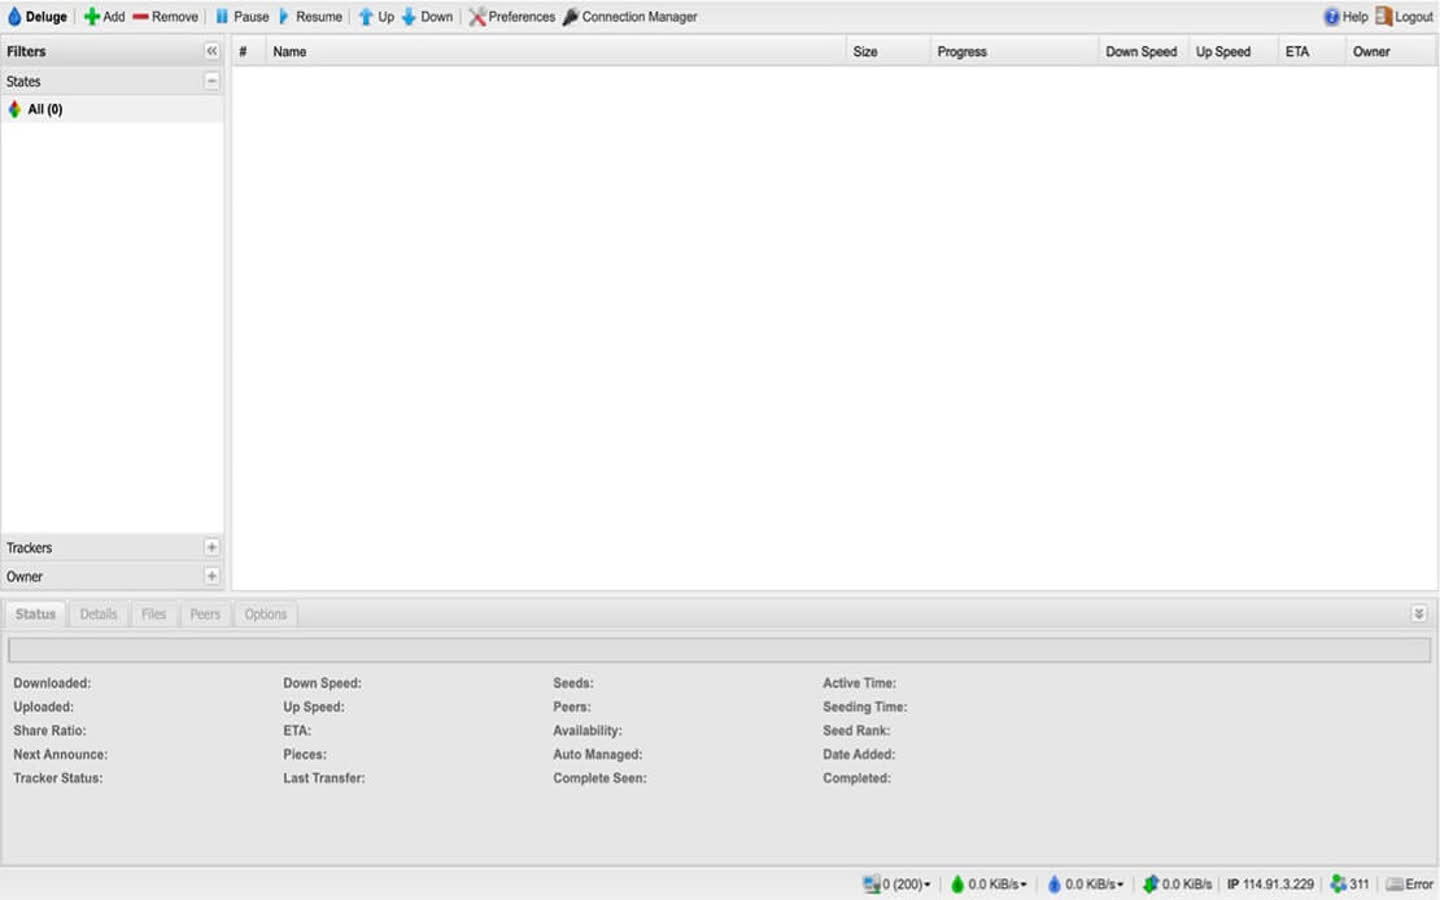 Deluge Add Remove Pause Resume Up Down Preferences Connection Manager Help Logout
Filters # Name Size Progress Down Speed Up Speed ETA Owner
States
All (0)
Trackers
Owner
Status Details Files Peers Options
Downloaded: Down Speed: Seeds: Active Time:
Uploaded: Up Speed: Peers: Seeding Time:
Share Ratio: ETA: Availability: Seed Rank:
Next Announce: Pieces: Auto Managed: Date Added:
Tracker Status: Last Transfer: Complete Seen: Completed:
0 (200) 0.0 KiB/s 0.0 KiB/s 0.0 KiB/s IP 114.91.3.229 311 Error